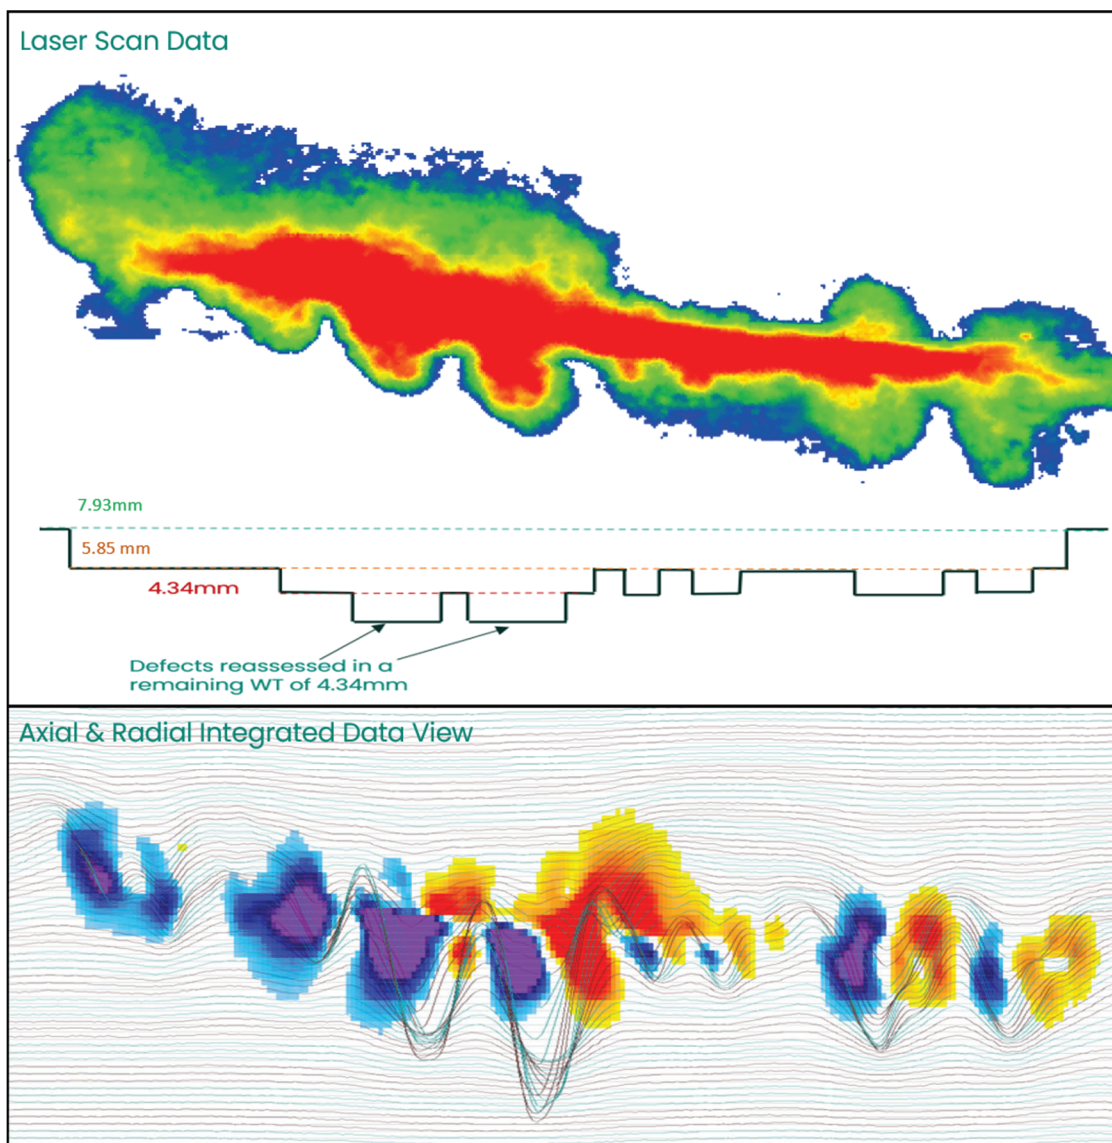 Laser Scan Data
7.93mm
5.85 mm
4.34mm
Defects reassessed in a
remaining WT of 4.34mm
Axial & Radial Integrated Data View